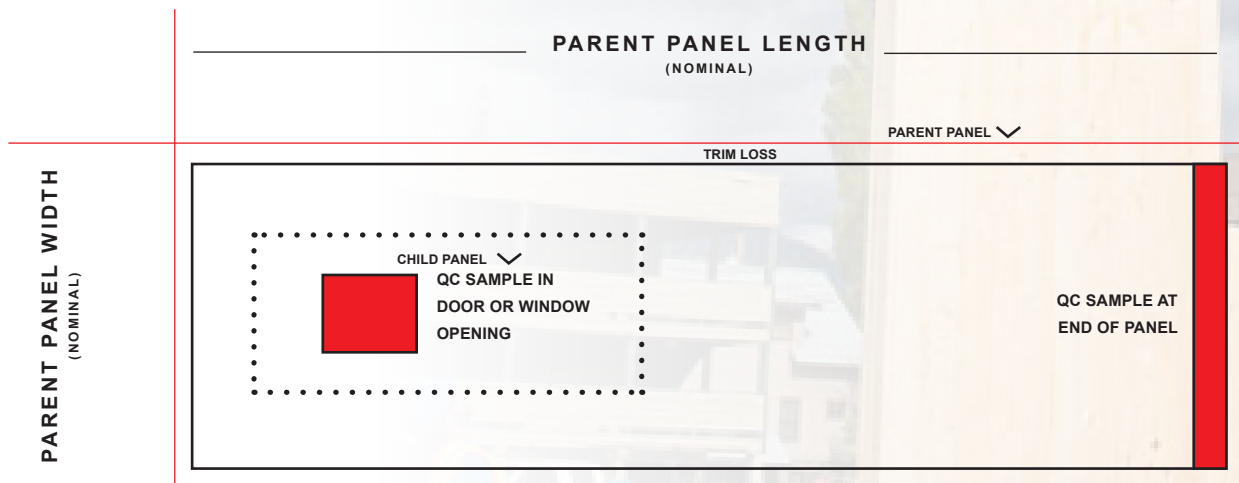 PARENT PANEL LENGTH
(NOMINAL)
PARENT PANEL
TRIM LOSS
PARENT PANEL WIDTH
(NOMINAL)
CHILD PANEL
QC SAMPLE IN
DOOR OR WINDOW
OPENING
QC SAMPLE AT
END OF PANEL